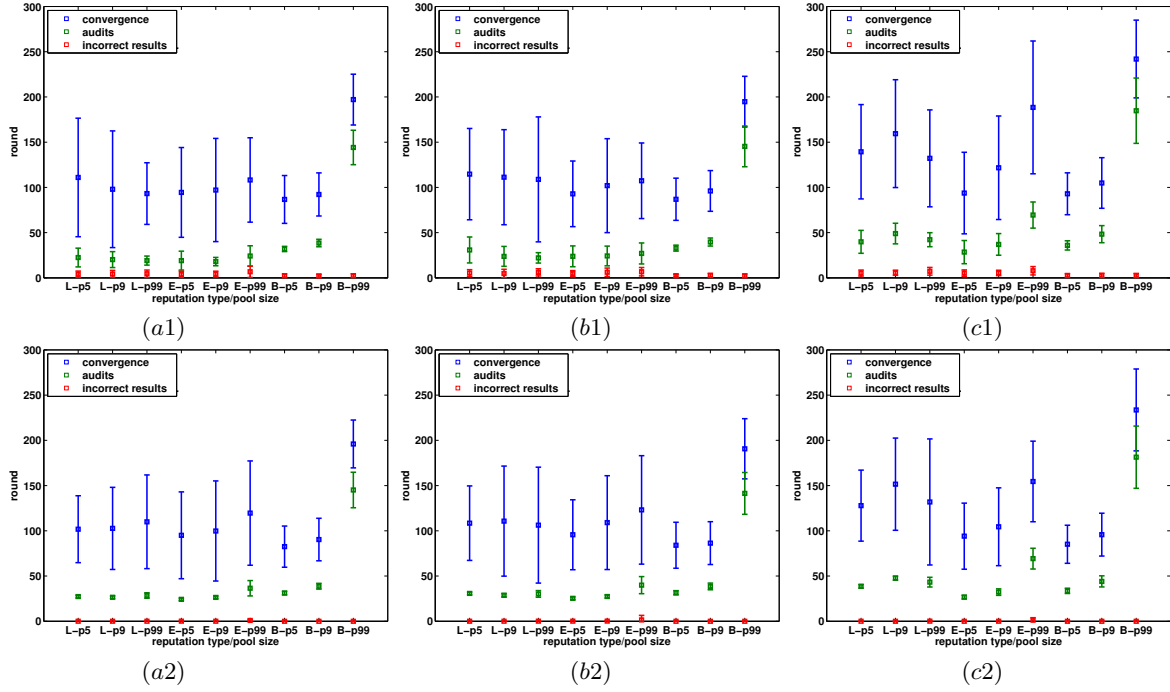 300
250
200
150
100
50
0
round
convergence
audits
incorrect results
L-p5 L-p9 L-p99 E-p5 E-p9 E-p99 B-p5 B-p9 B-p99
reputation type/pool size
(a1)
300
250
200
150
100
50
0
round
convergence
audits
incorrect results
L-p5 L-p9 L-p99 E-p5 E-p9 E-p99 B-p5 B-p9 B-p99
reputation type/pool size
(b1)
300
250
200
150
100
50
0
round
convergence
audits
incorrect results
L-p5 L-p9 L-p99 E-p5 E-p9 E-p99 B-p5 B-p9 B-p99
reputation type/pool size
(c1)
300
250
200
150
100
50
0
round
convergence
audits
incorrect results
L-p5 L-p9 L-p99 E-p5 E-p9 E-p99 B-p5 B-p9 B-p99
reputation type/pool size
(a2)
300
250
200
150
100
50
0
round
convergence
audits
incorrect results
L-p5 L-p9 L-p99 E-p5 E-p9 E-p99 B-p5 B-p9 B-p99
reputation type/pool size
(b2)
300
250
200
150
100
50
0
round
convergence
audits
incorrect results
L-p5 L-p9 L-p99 E-p5 E-p9 E-p99 B-p5 B-p9 B-p99
reputation type/pool size
(c2)